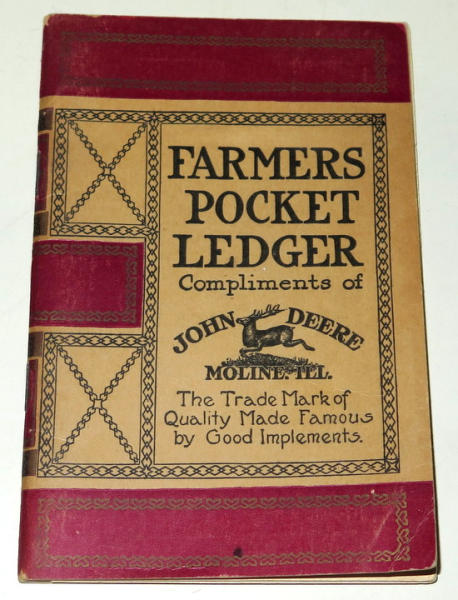 FARMERS
POCKET
LEDGER
Compliments of
JOHN DEERE
MOLINE, ILL.
The Trade Mark of
Quality Made Famous
by Good Implements.